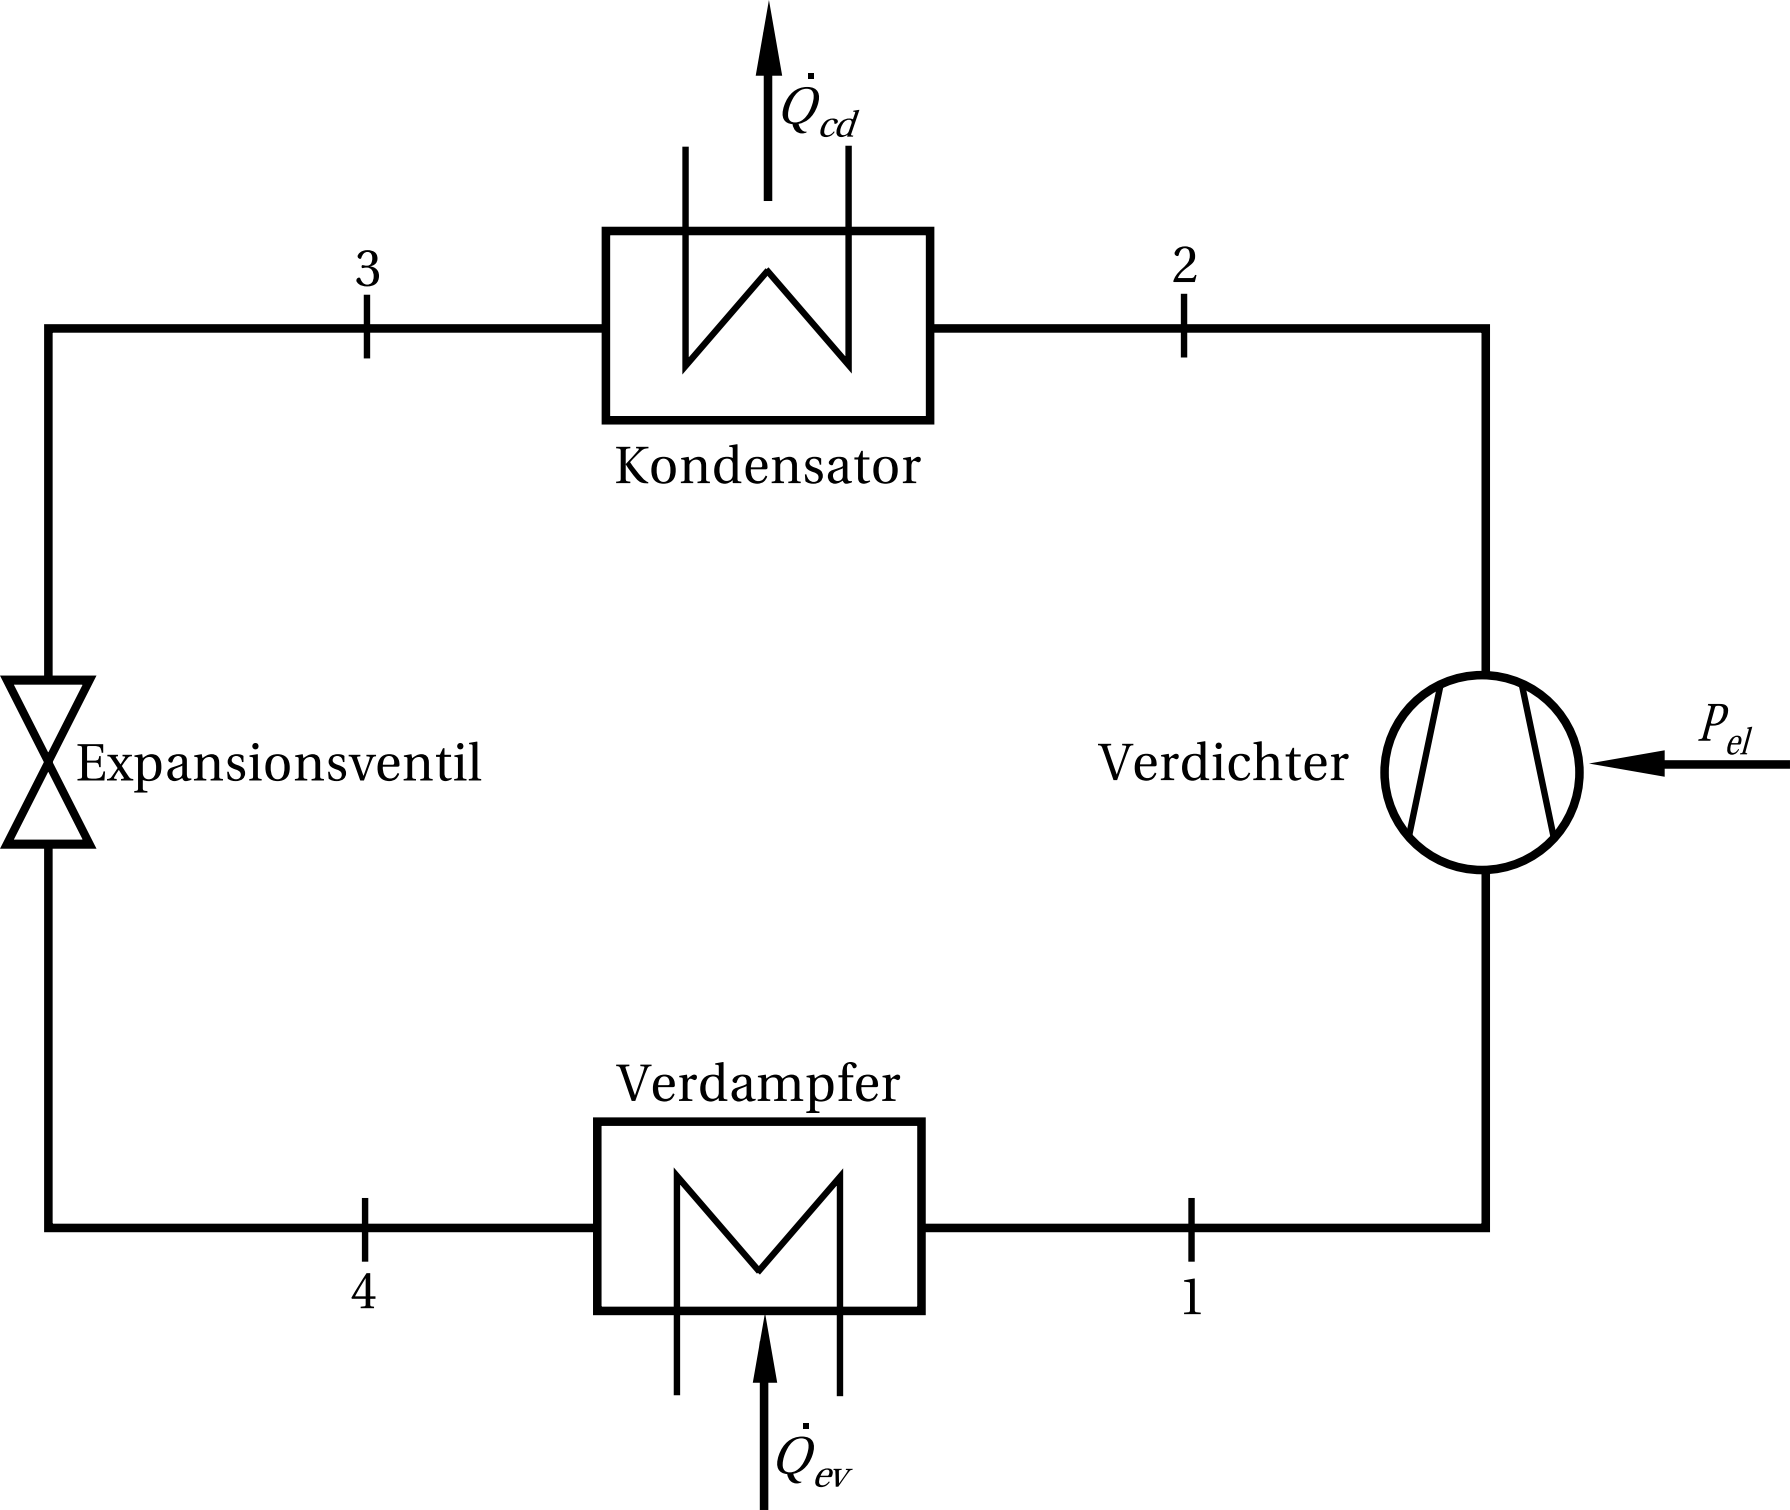 Q̇cd
3
2
Kondensator
Expansionsventil
Verdichter
Pel
Verdampfer
4
1
Q̇ev